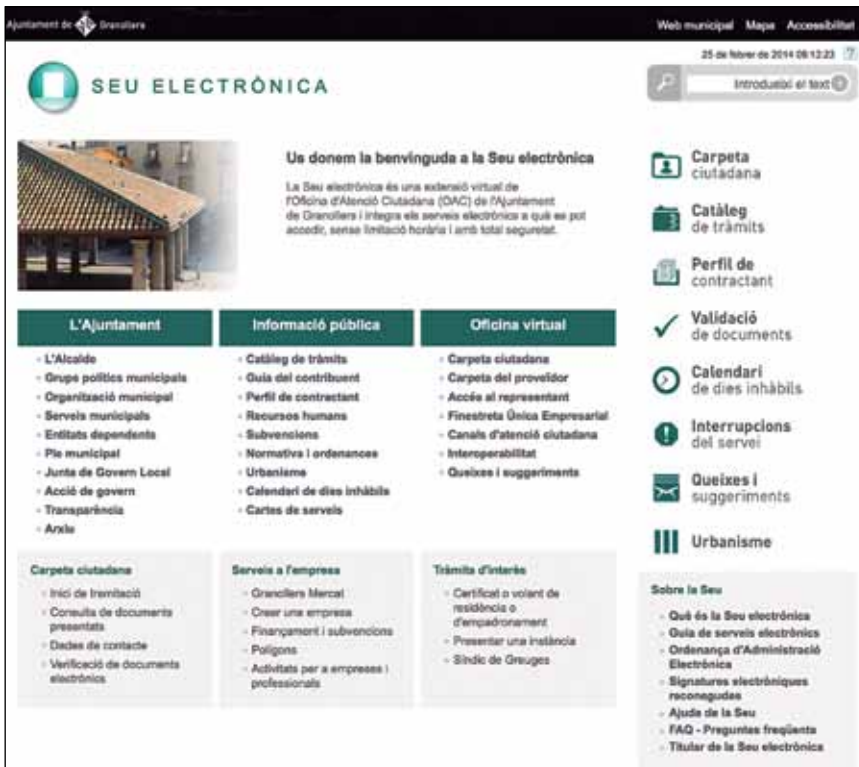 Ajuntament de Granollers
Web municipal Mapa Accessibilitat
25 de febrer de 2014 09:12:23 ?
SEU ELECTRÒNICA
Introdueixi el text
Us donem la benvinguda a la Seu electrònica
La Seu electrònica és una extensió virtual de
l'Oficina d'Atenció Ciutadana (OAC) de l'Ajuntament
de Granollers i integra els serveis electrònics a què es pot
accedir, sense limitació horària i amb total seguretat.
Carpeta
ciutadana
Catàleg
de tràmits
Perfil de
contractant
Validació
de documents
Calendari
de dies inhàbils
Interrupcions
del servei
Queixes i
suggeriments
Urbanisme
L'Ajuntament
L'Alcalde
Grups polítics municipals
Organització municipal
Serveis municipals
Entitats dependents
Ple municipal
Junta de Govern Local
Acció de govern
Transparència
Arxiu
Informació pública
Catàleg de tràmits
Guia del contribuent
Perfil de contractant
Recursos humans
Subvencions
Normativa i ordenances
Urbanisme
Calendari de dies inhàbils
Cartes de serveis
Oficina virtual
Carpeta ciutadana
Carpeta del proveïdor
Accés al representant
Finestreta Única Empresarial
Canals d'atenció ciutadana
Interoperabilitat
Queixes i suggeriments
Carpeta ciutadana
Inici de tramitació
Consulta de documents
presentats
Dades de contacte
Verificació de documents
electrònics
Serveis a l'empresa
Granollers Mercat
Crear una empresa
Finançament i subvencions
Polígons
Activitats per a empreses i
professionals
Tràmits d'interès
Certificat o volant de
residència o
d'empadronament
Presentar una instància
Síndic de Greuges
Sobre la Seu
Què és la Seu electrònica
Guia de serveis electrònics
Ordenança d'Administració
Electrònica
Signatures electròniques
reconegudes
Ajuda de la Seu
FAQ - Preguntes freqüents
Titular de la Seu electrònica